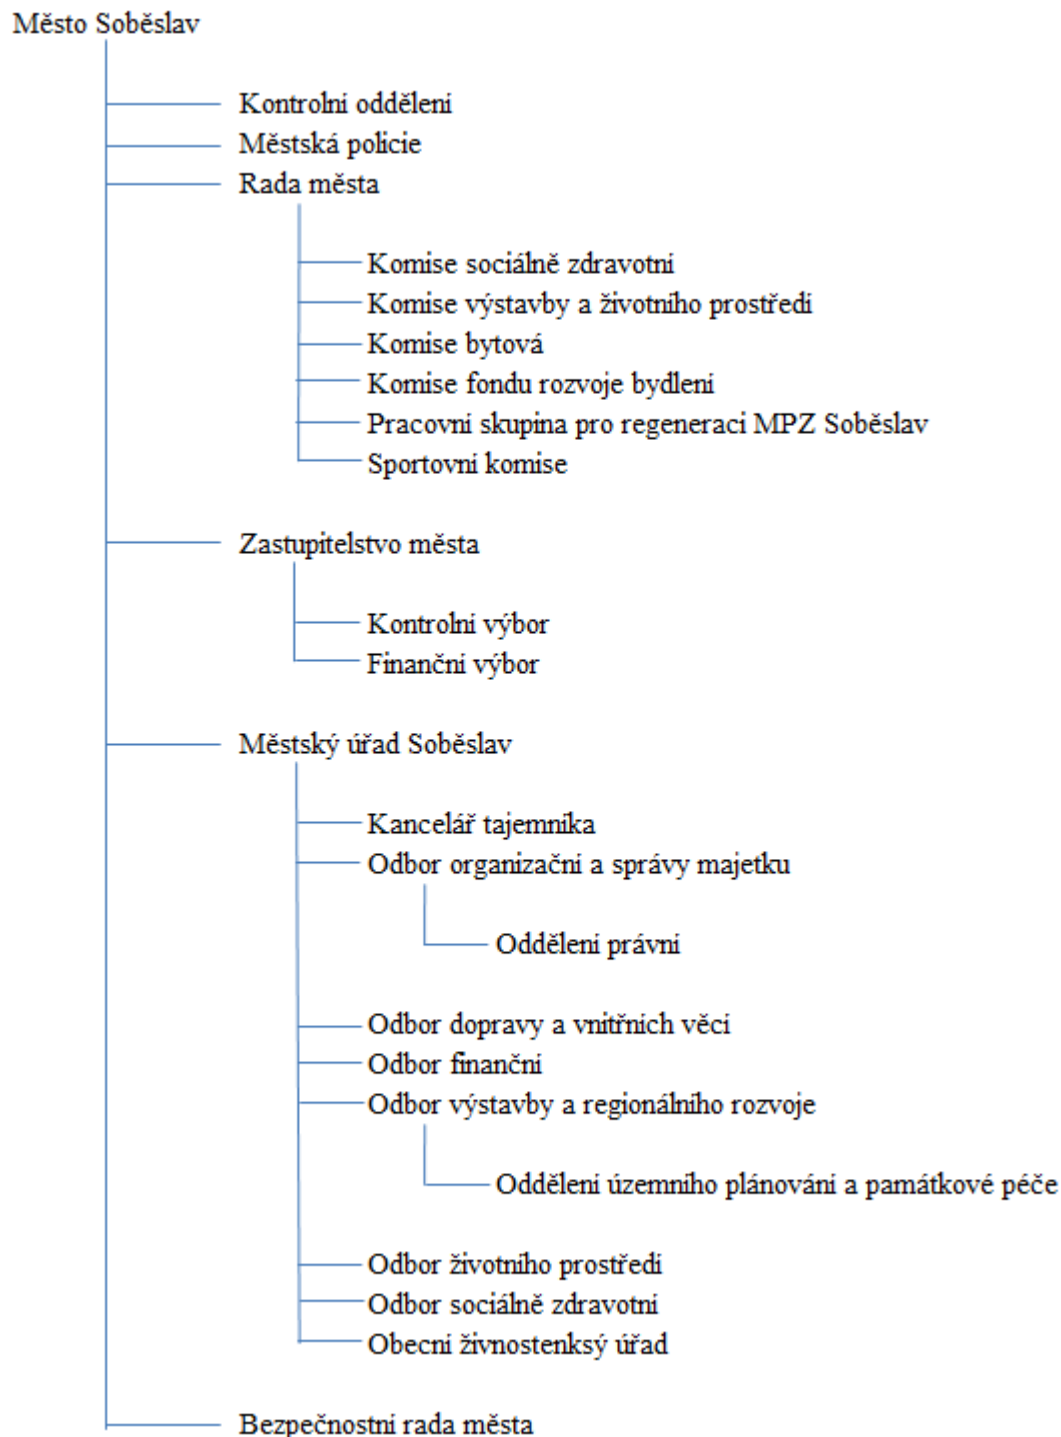 Město Soběslav
Kontrolní oddělení
Městská policie
Rada města
Komise sociálně zdravotní
Komise výstavby a životního prostředí
Komise bytová
Komise fondu rozvoje bydlení
Pracovní skupina pro regeneraci MPZ Soběslav
Sportovní komise
Zastupitelstvo města
Kontrolní výbor
Finanční výbor
Městský úřad Soběslav
Kancelář tajemníka
Odbor organizační a správy majetku
Oddělení právní
Odbor dopravy a vnitřních věcí
Odbor finanční
Odbor výstavby a regionálního rozvoje
Oddělení územního plánování a památkové péče
Odbor životního prostředí
Odbor sociálně zdravotní
Obecní živnostenksý úřad
Bezpečnostní rada města